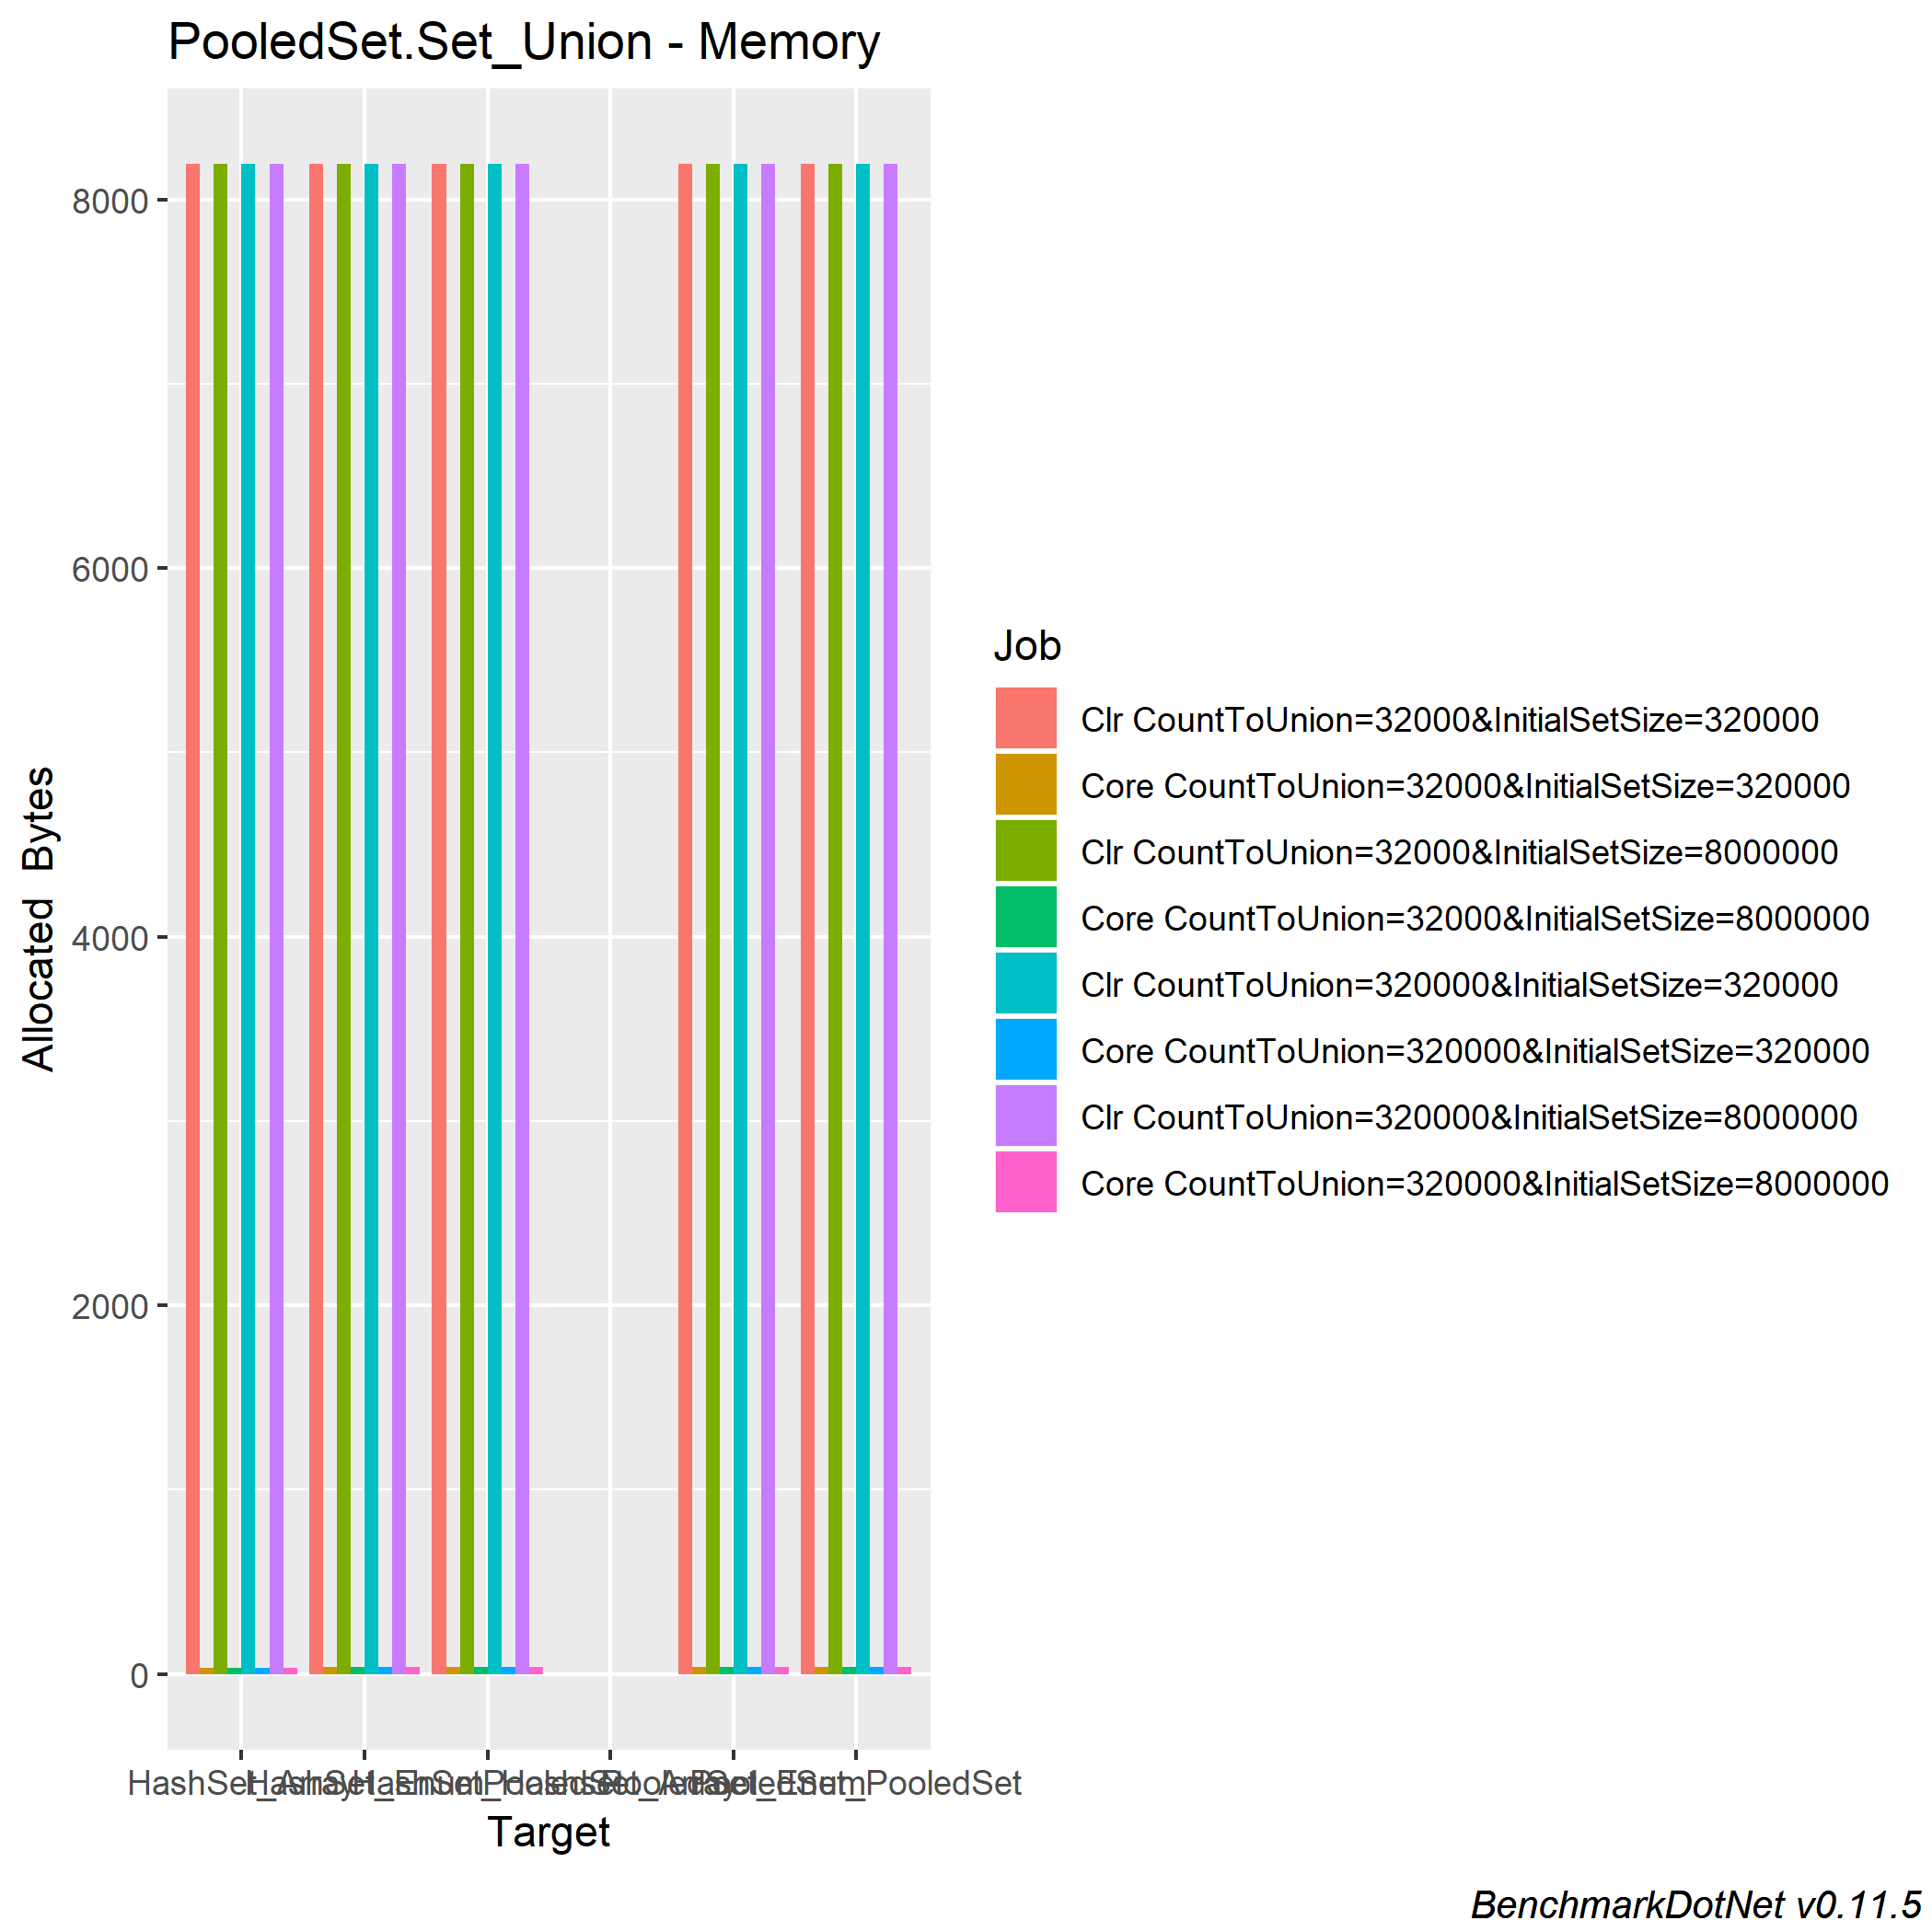 PooledSet.Set_Union - Memory
8000
6000
4000
2000
0
Allocated Bytes
Target
Job
Clr CountToUnion=32000&InitialSetSize=320000
Core CountToUnion=32000&InitialSetSize=320000
Clr CountToUnion=32000&InitialSetSize=8000000
Core CountToUnion=32000&InitialSetSize=8000000
Clr CountToUnion=320000&InitialSetSize=320000
Core CountToUnion=320000&InitialSetSize=320000
Clr CountToUnion=320000&InitialSetSize=8000000
Core CountToUnion=320000&InitialSetSize=8000000
BenchmarkDotNet v0.11.5